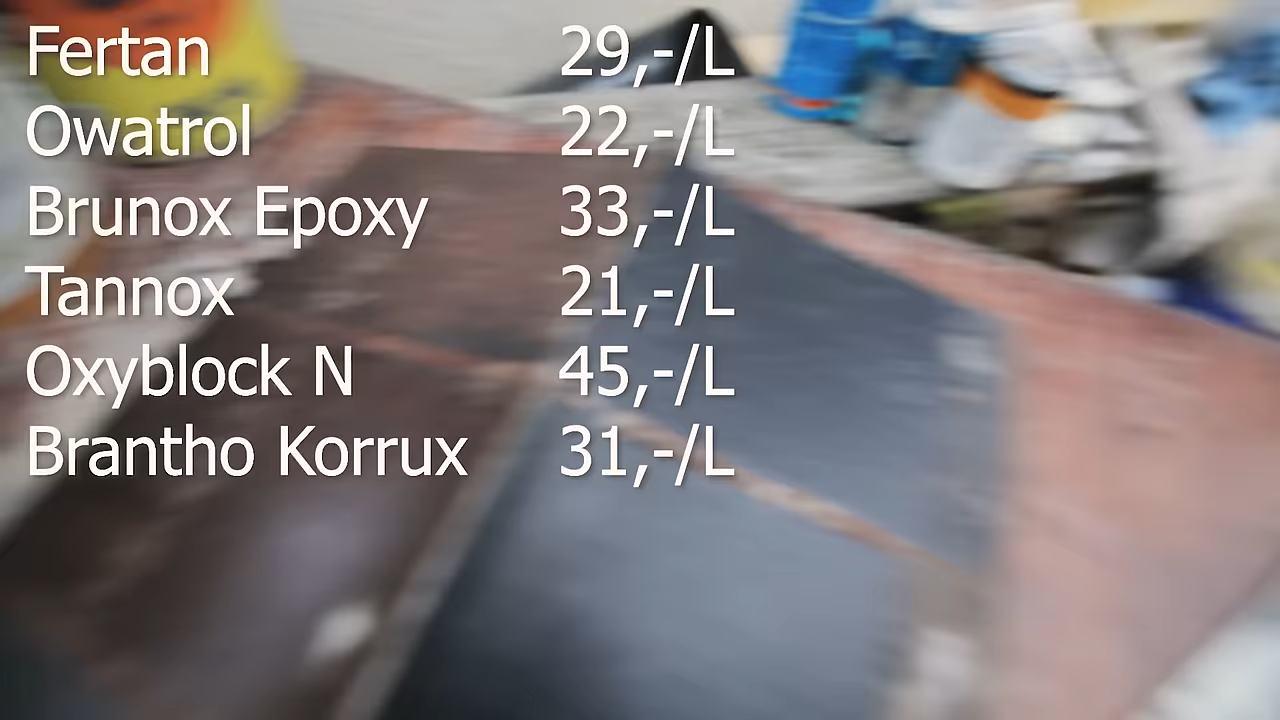 Fertan 29,-/L
Owatrol 22,-/L
Brunox Epoxy 33,-/L
Tannox 21,-/L
Oxyblock N 45,-/L
Brantho Korrux 31,-/L